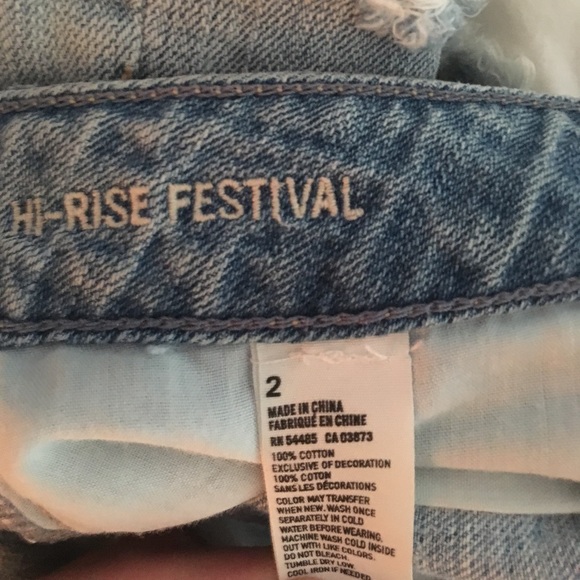 HI-RISE FESTIVAL
2
MADE IN CHINA
FABRIQUÉ EN CHINE
RN 54485 CA 03873
100% COTTON
EXCLUSIVE OF DECORATION
100% COTON
SANS LES DÉCORATIONS
COLOR MAY TRANSFER
WHEN NEW. WASH ONCE
SEPARATELY IN COLD
WATER BEFORE WEARING.
MACHINE WASH COLD INSIDE
OUT WITH LIKE COLORS.
DO NOT BLEACH.
TUMBLE DRY LOW.
COOL IRON IF NEEDED